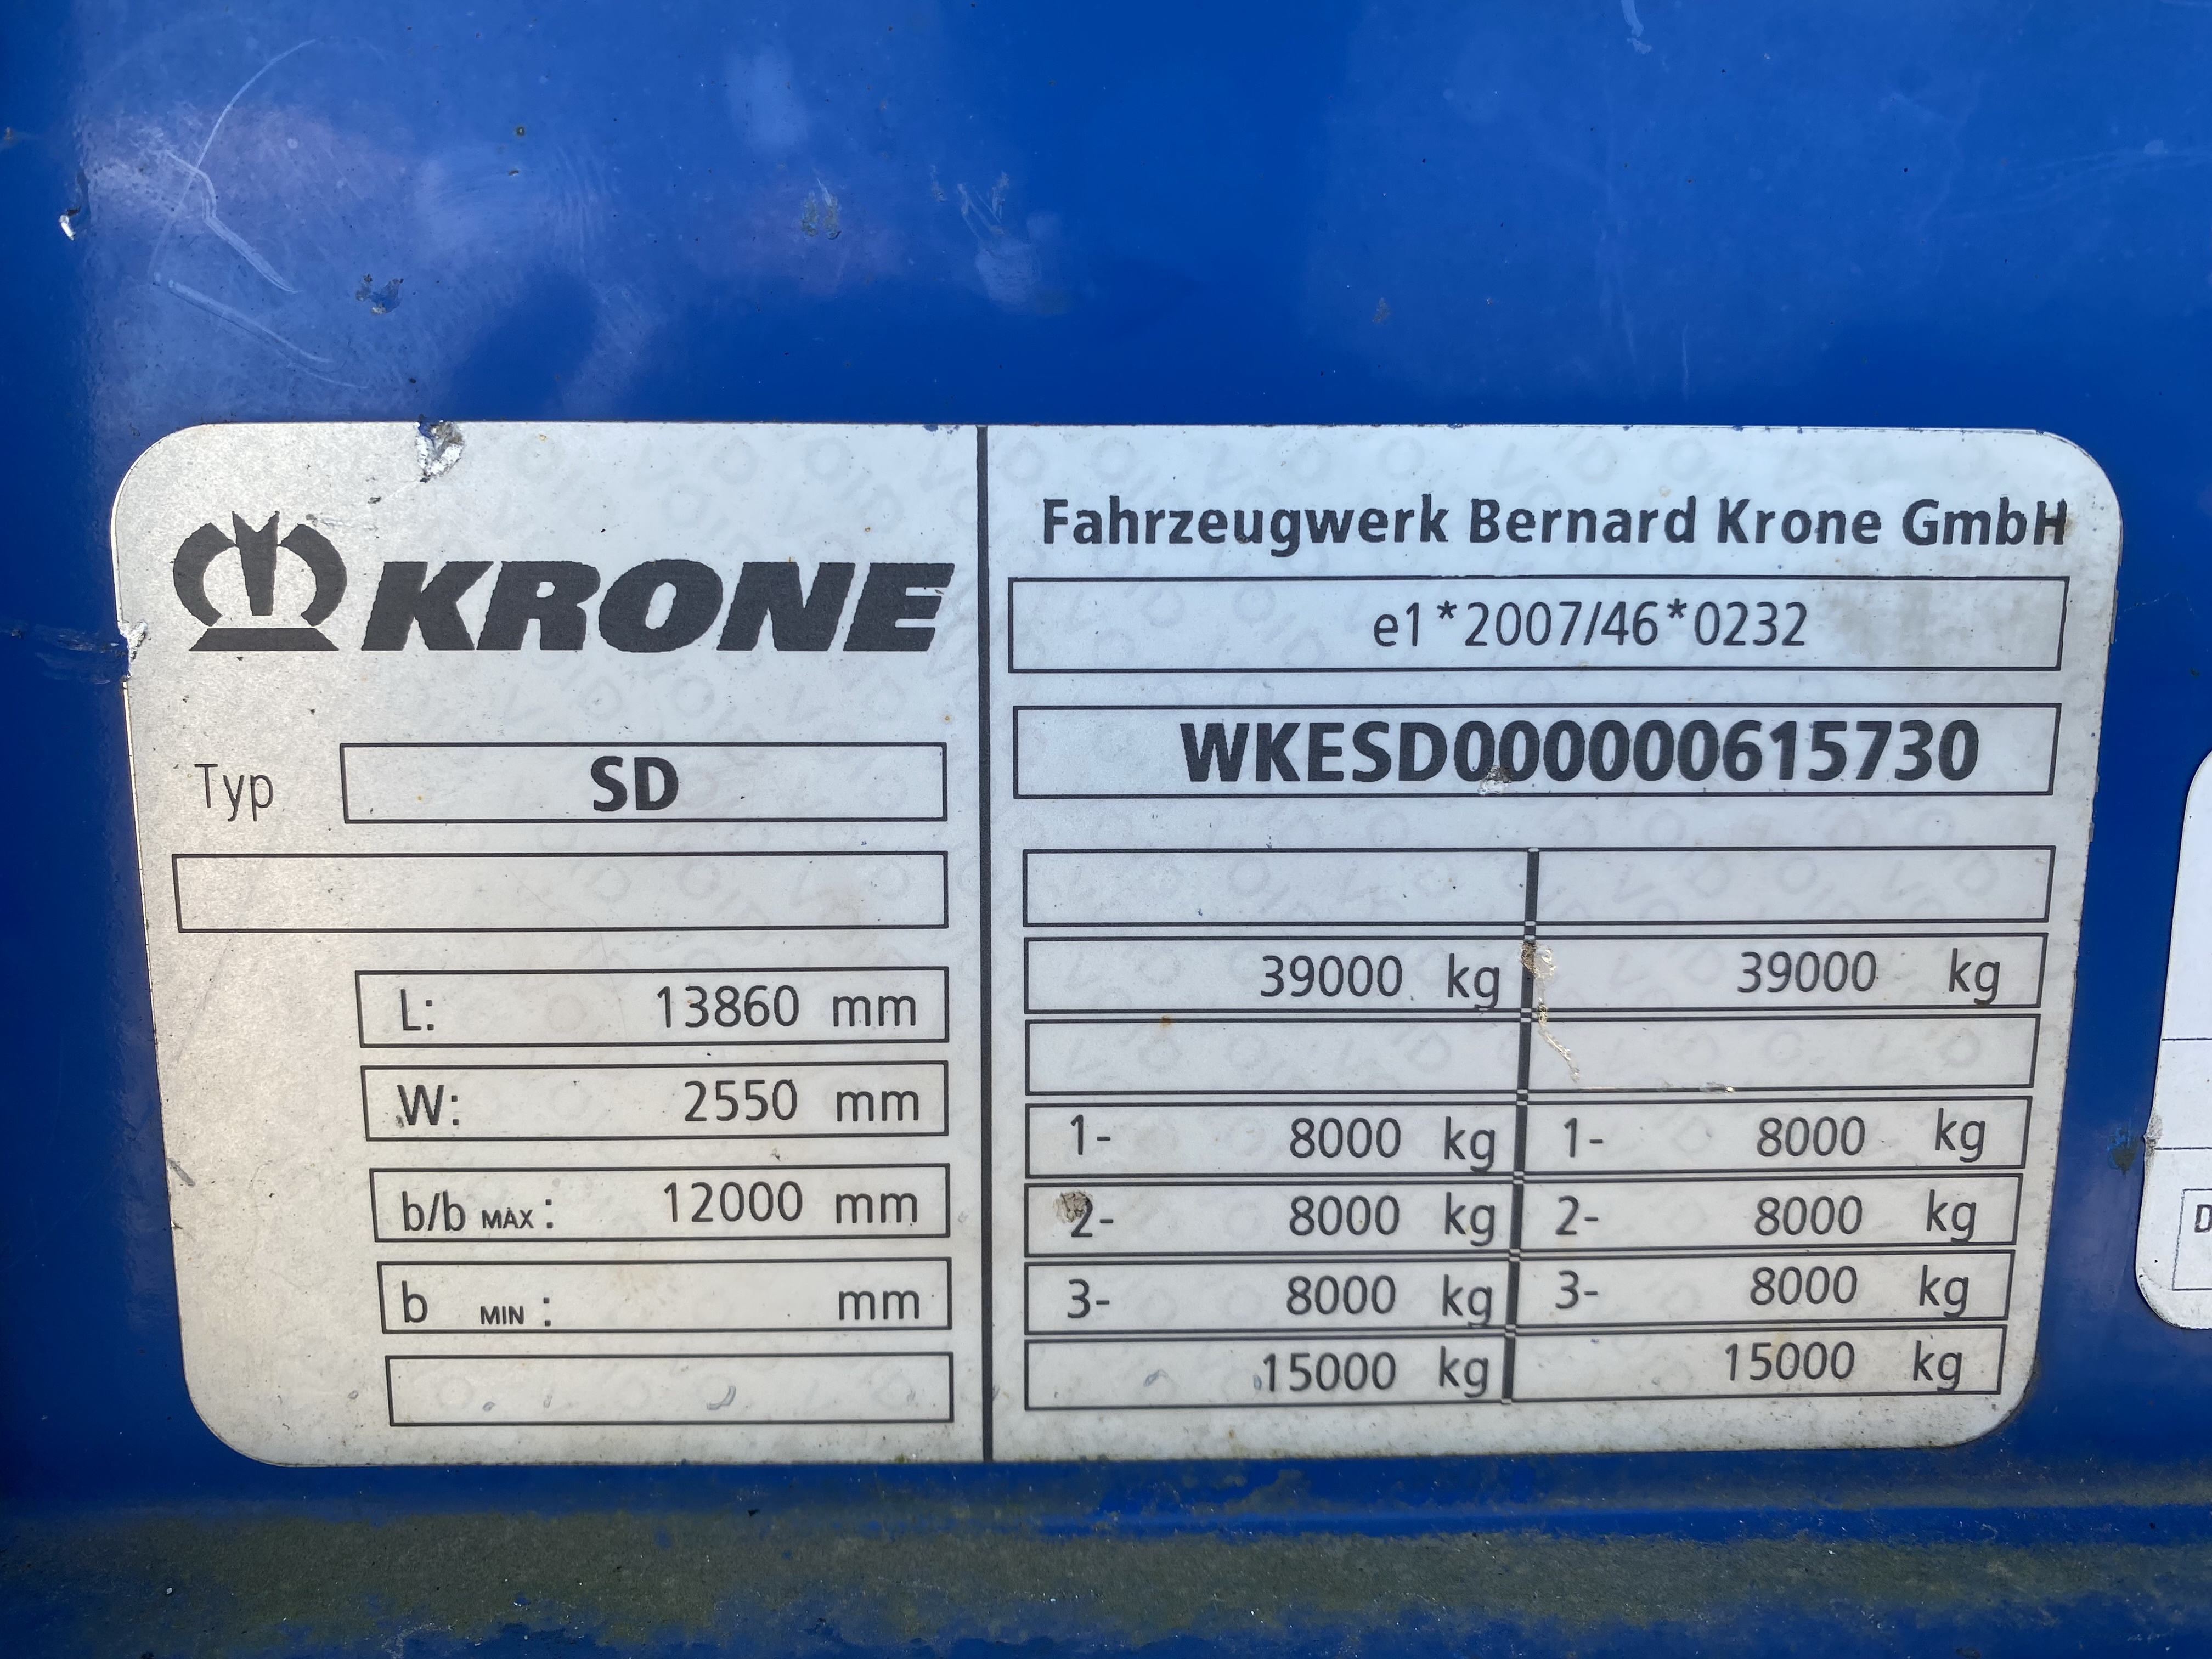 KRONE
Typ SD
L: 13860 mm
W: 2550 mm
b/b MAX: 12000 mm
b MIN: mm
Fahrzeugwerk Bernard Krone GmbH
e1*2007/46*0232
WKESD000000615730
39000 kg 39000 kg
1- 8000 kg 1- 8000 kg
2- 8000 kg 2- 8000 kg
3- 8000 kg 3- 8000 kg
15000 kg 15000 kg